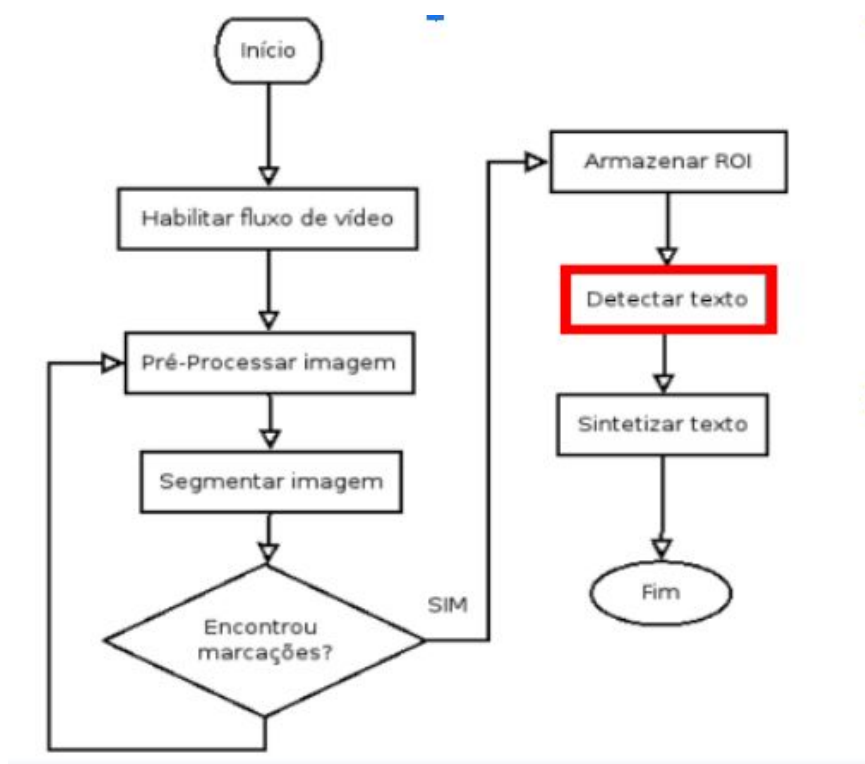 Início
Habilitar fluxo de vídeo
Pré-Processar imagem
Segmentar imagem
Encontrou
marcações?
SIM
Armazenar ROI
Detectar texto
Sintetizar texto
Fim